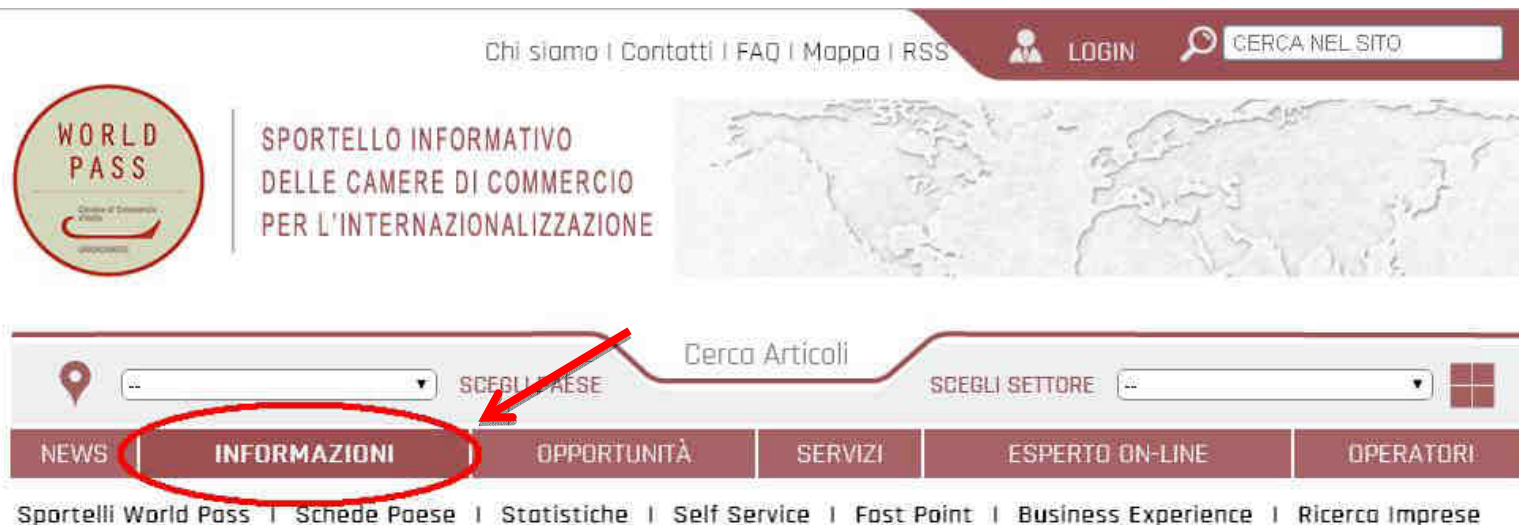 Chi siamo | Contatti | FAQ | Mappa | RSS
LOGIN
CERCA NEL SITO
WORLD
PASS
SPORTELLO INFORMATIVO
DELLE CAMERE DI COMMERCIO
PER L'INTERNAZIONALIZZAZIONE
Cerca Articoli
--
SCEGLI PAESE
SCEGLI SETTORE
--
NEWS
INFORMAZIONI
OPPORTUNITÀ
SERVIZI
ESPERTO ON-LINE
OPERATORI
Sportelli World Pass | Schede Paese | Statistiche | Self Service | Fast Point | Business Experience | Ricerca Imprese